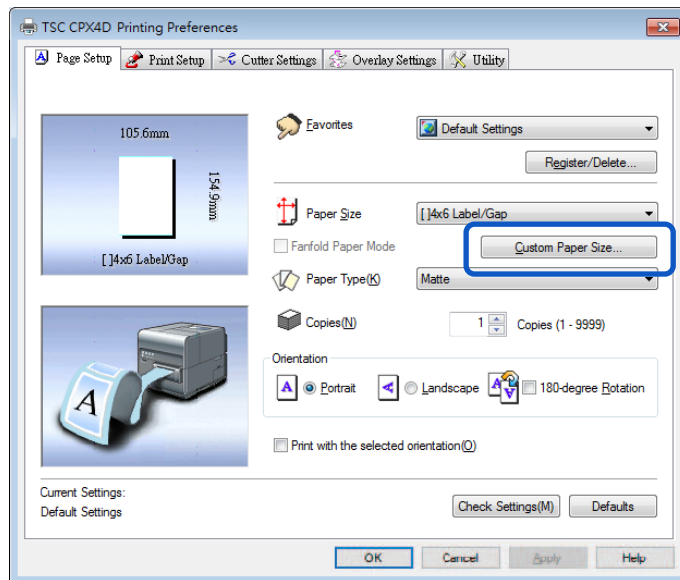 TSC CPX4D Printing Preferences
Page Setup Print Setup Cutter Settings Overlay Settings Utility
105.6mm
154.9mm
[ ]4x6 Label/Gap
Favorites Default Settings
Register/Delete...
Paper Size [ ]4x6 Label/Gap
Fanfold Paper Mode Custom Paper Size...
Paper Type(K) Matte
Copies(N) 1 Copies (1 - 9999)
Orientation
A Portrait A Landscape A A 180-degree Rotation
Print with the selected orientation(O)
A
Current Settings:
Default Settings
Check Settings(M) Defaults
OK Cancel Apply Help